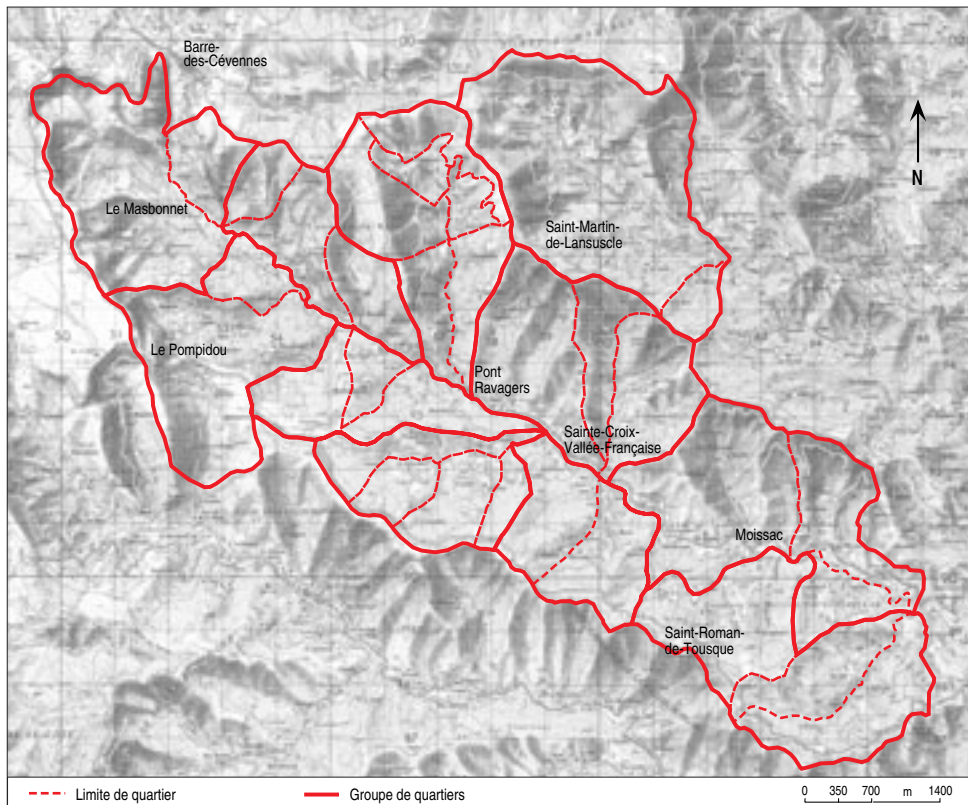 Barre-
des-Cévennes
N
Le Masbonnet
Saint-Martin-
de-Lansuscle
Le Pompidou
Pont
Ravagers
Sainte-Croix-
Vallée-Française
Moissac
Saint-Roman-
de-Tousque
Limite de quartier
Groupe de quartiers
0 350 700 m 1400